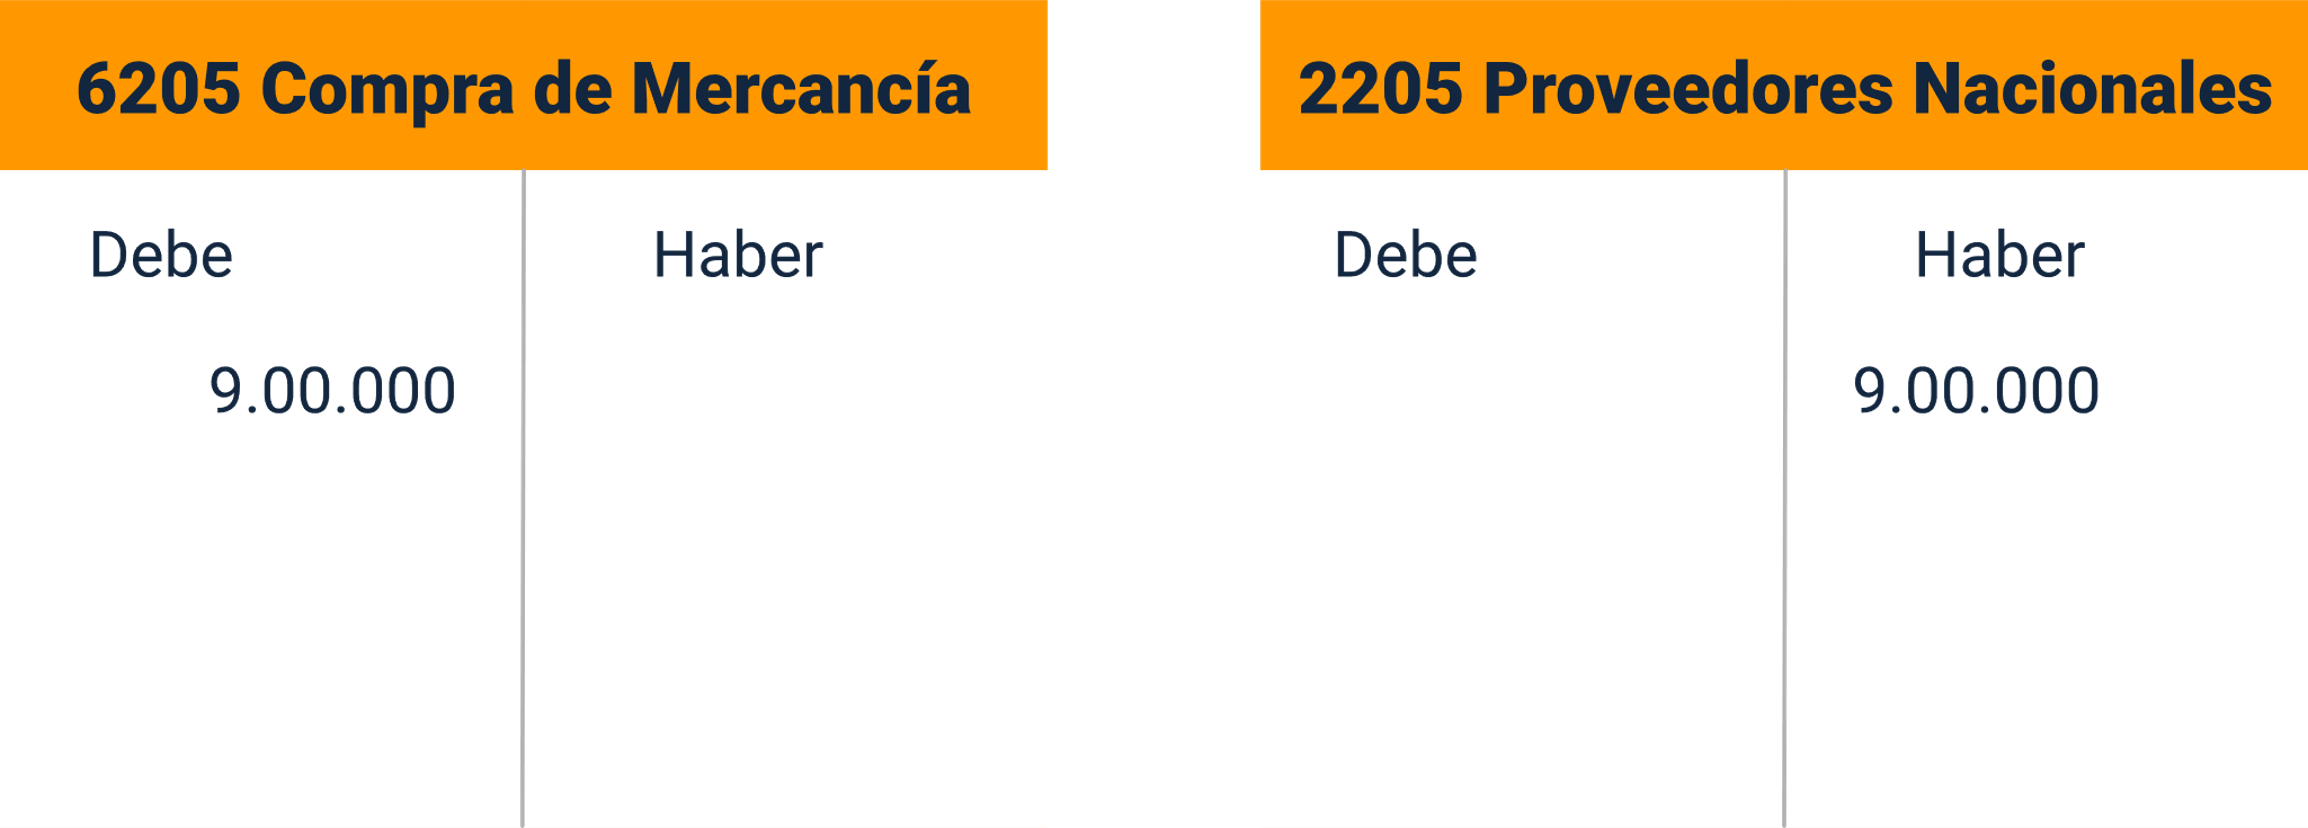 6205 Compra de Mercancía
2205 Proveedores Nacionales
Debe
Haber
Debe
Haber
9.00.000
9.00.000